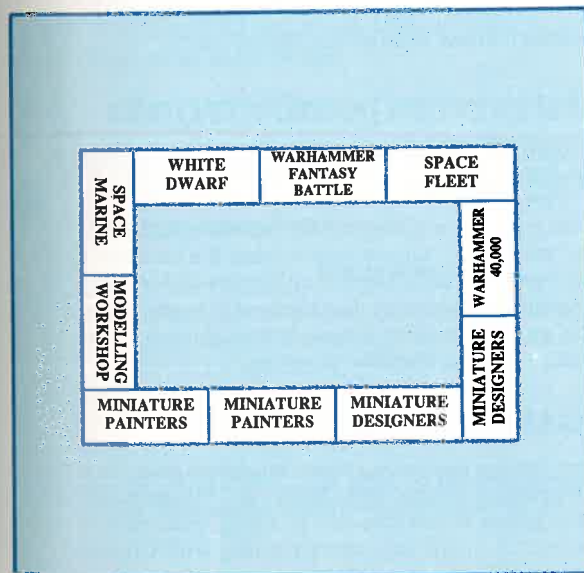 WHITE
DWARF
WARHAMMER
FANTASY
BATTLE
SPACE
FLEET
SPACE
MARINE
WARHAMMER
40,000
MODELLING
WORKSHOP
MINIATURE
DESIGNERS
MINIATURE
PAINTERS
MINIATURE
PAINTERS
MINIATURE
DESIGNERS